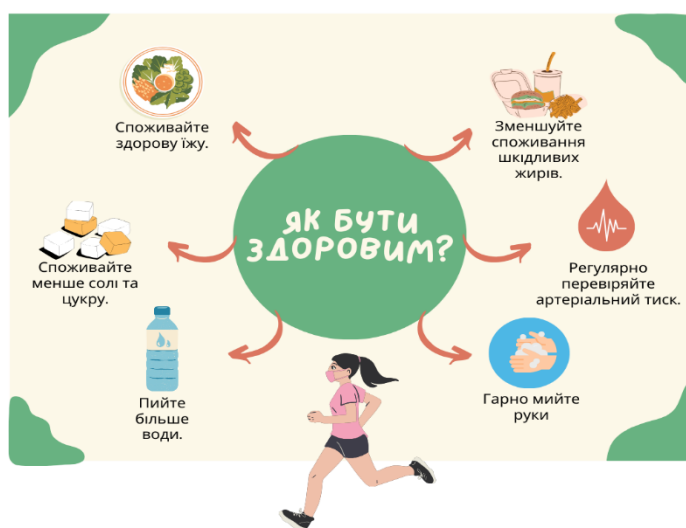 Споживайте
здорову їжу.
Зменшуйте
споживання
шкідливих
жирів.
ЯК БУТИ
ЗДОРОВИМ?
Споживайте
менше солі та
цукру.
Регулярно
перевіряйте
артеріальний тиск.
Пийте
більше
води.
Гарно мийте
руки